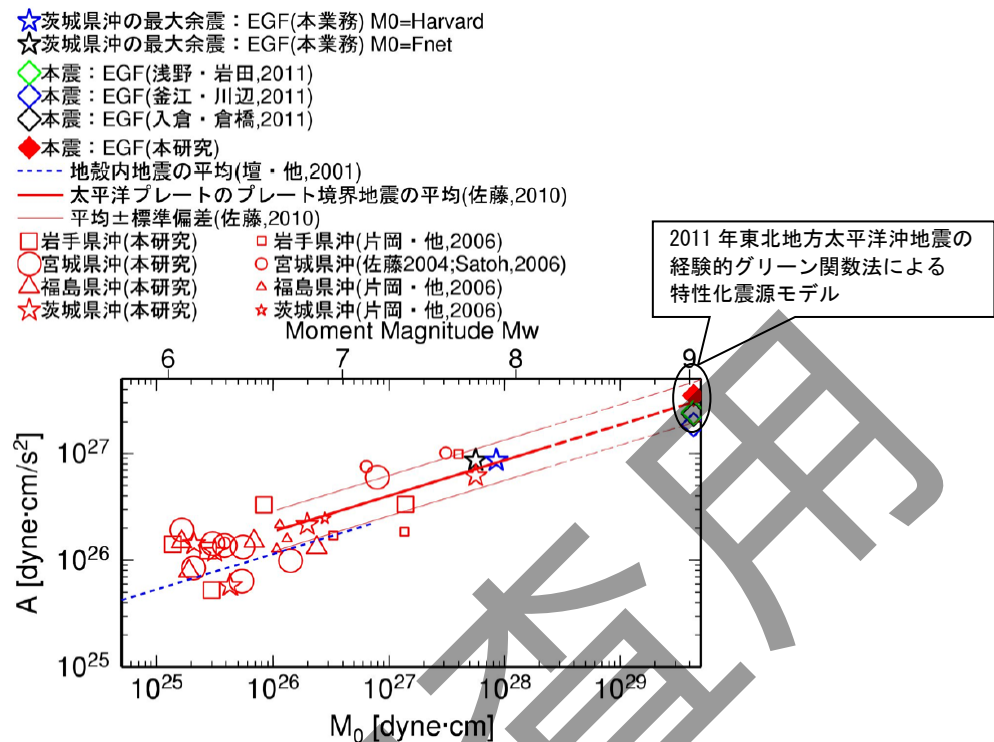 茨城県沖の最大余震：EGF(本業務) M0=Harvard
茨城県沖の最大余震：EGF(本業務) M0=Fnet
本震：EGF(浅野・岩田,2011)
本震：EGF(釜江・川辺,2011)
本震：EGF(入倉・倉橋,2011)
本震：EGF(本研究)
地殻内地震の平均(壇・他,2001)
太平洋プレートのプレート境界地震の平均(佐藤,2010)
平均±標準偏差(佐藤,2010)
岩手県沖(本研究) 岩手県沖(片岡・他,2006)
宮城県沖(本研究) 宮城県沖(佐藤2004;Satoh,2006)
福島県沖(本研究) 福島県沖(片岡・他,2006)
茨城県沖(本研究) 茨城県沖(片岡・他,2006)
2011 年東北地方太平洋沖地震の
経験的グリーン関数法による
特性化震源モデル
Moment Magnitude Mw
6 7 8 9
A [dyne·cm/s²]
10²⁷
10²⁶
10²⁵
10²⁵ 10²⁶ 10²⁷ 10²⁸ 10²⁹
M₀ [dyne·cm]